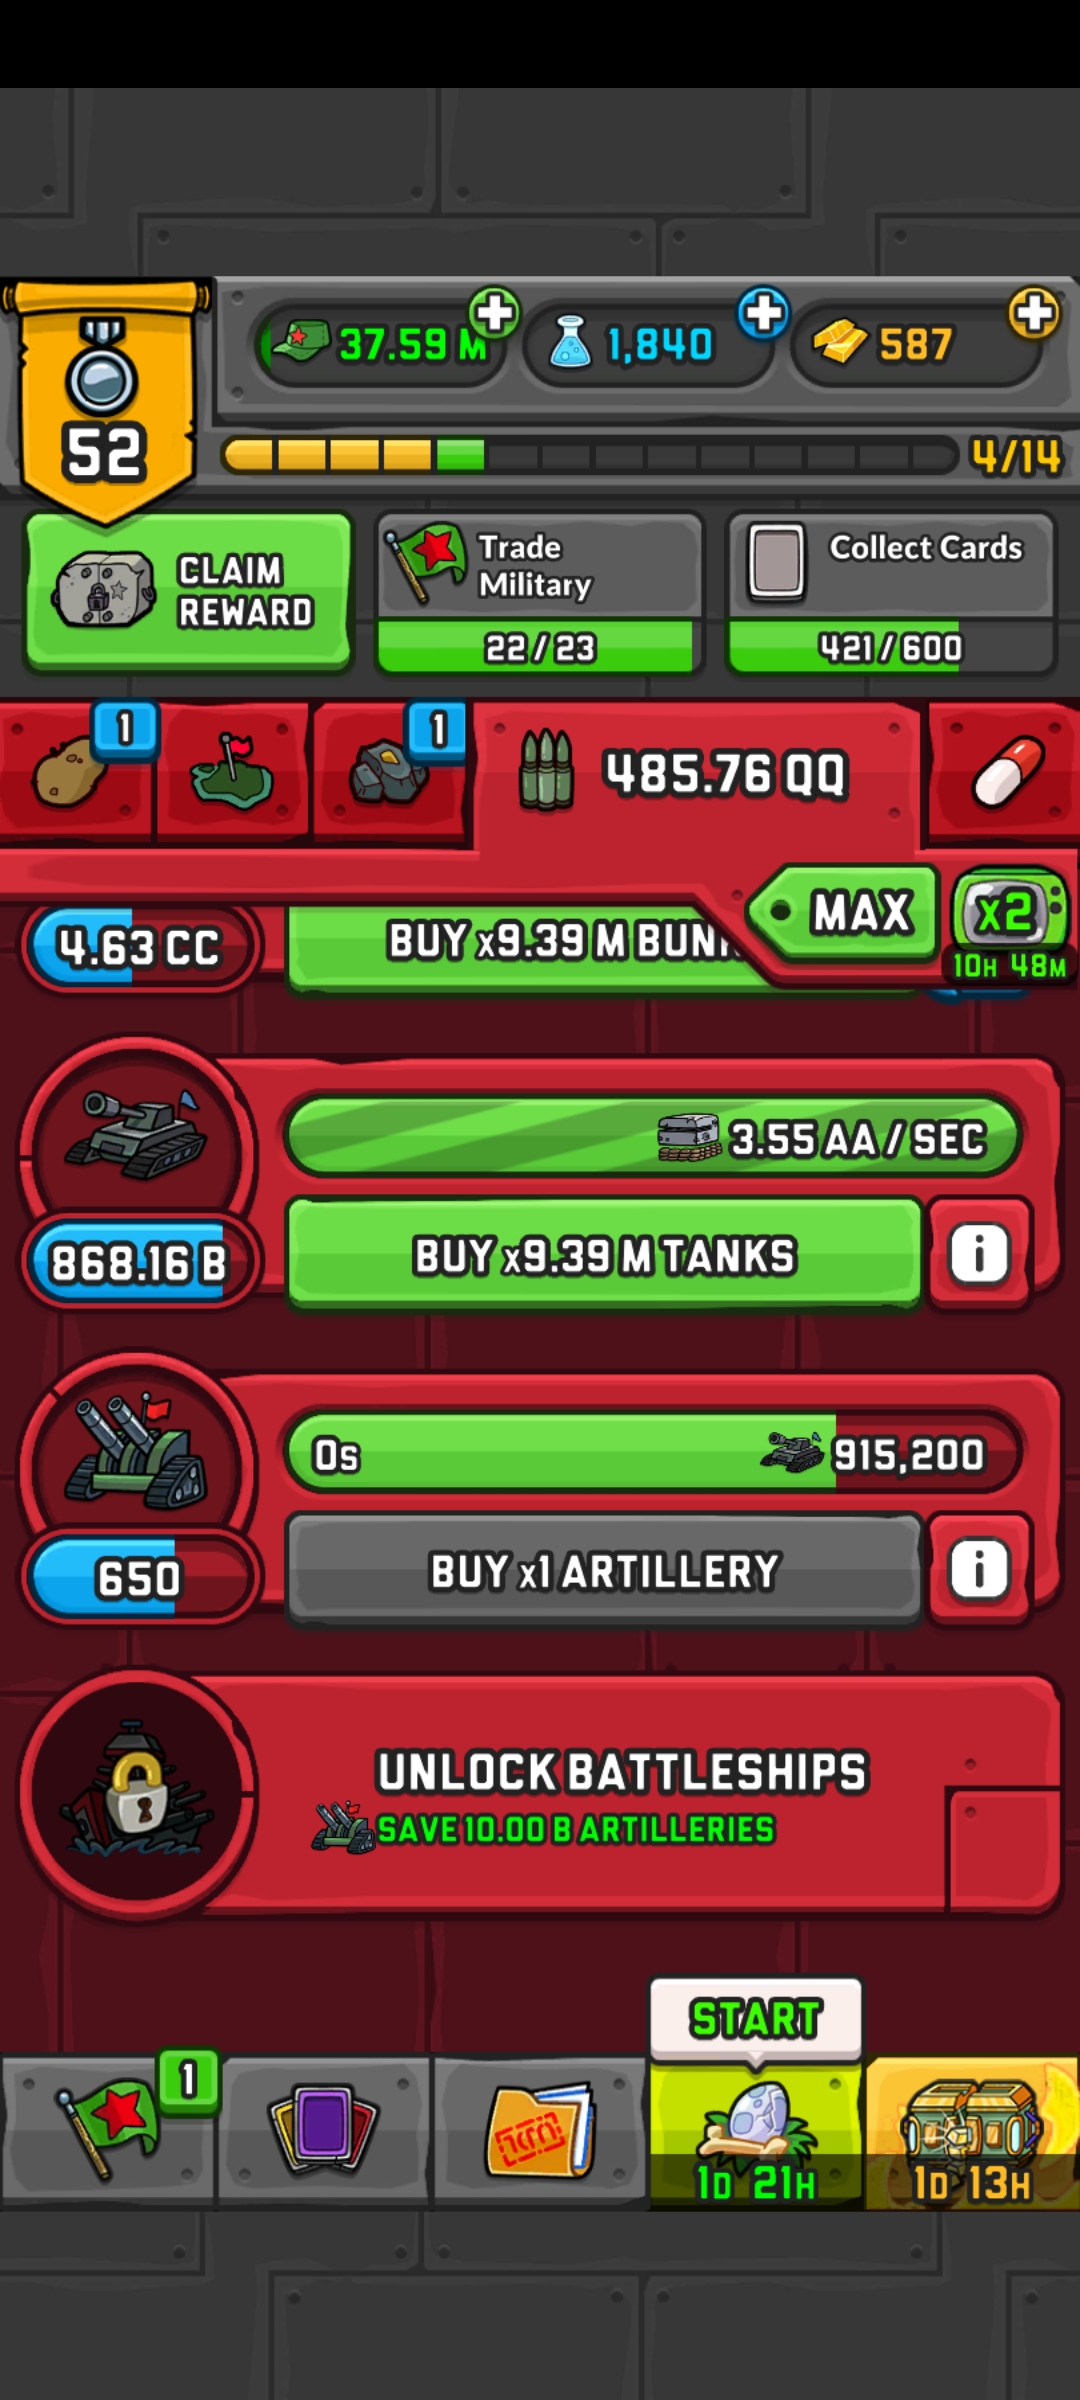 37.59 M
1,840
587
52
4/14
CLAIM
REWARD
Trade
Military
22/23
Collect Cards
421/600
1
1
485.76 QQ
MAX
x2
10H 48M
4.63 CC
BUY x9.39 M
3.55 AA / SEC
868.16 B
BUY x9.39 M TANKS
i
0s
915,200
650
BUY x1 ARTILLERY
i
UNLOCK BATTLESHIPS
SAVE 10.00 B ARTILLERIES
START
1
1D 21H
1D 13H